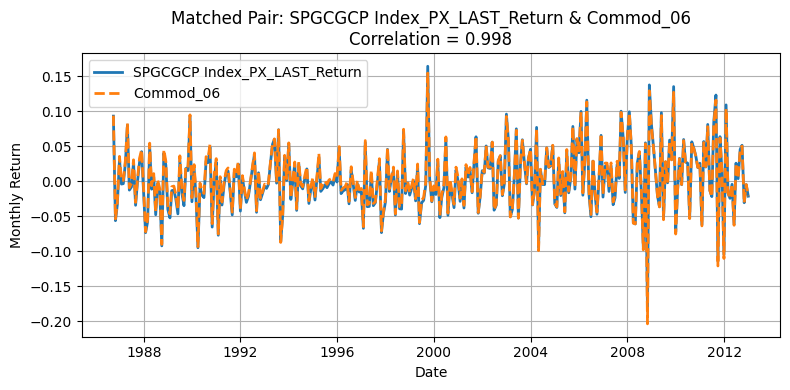 Matched Pair: SPGCGCP Index_PX_LAST_Return & Commod_06
Correlation = 0.998
SPGCGCP Index_PX_LAST_Return
Commod_06
Monthly Return
0.15
0.10
0.05
0.00
−0.05
−0.10
−0.15
−0.20
1988 1992 1996 2000 2004 2008 2012
Date